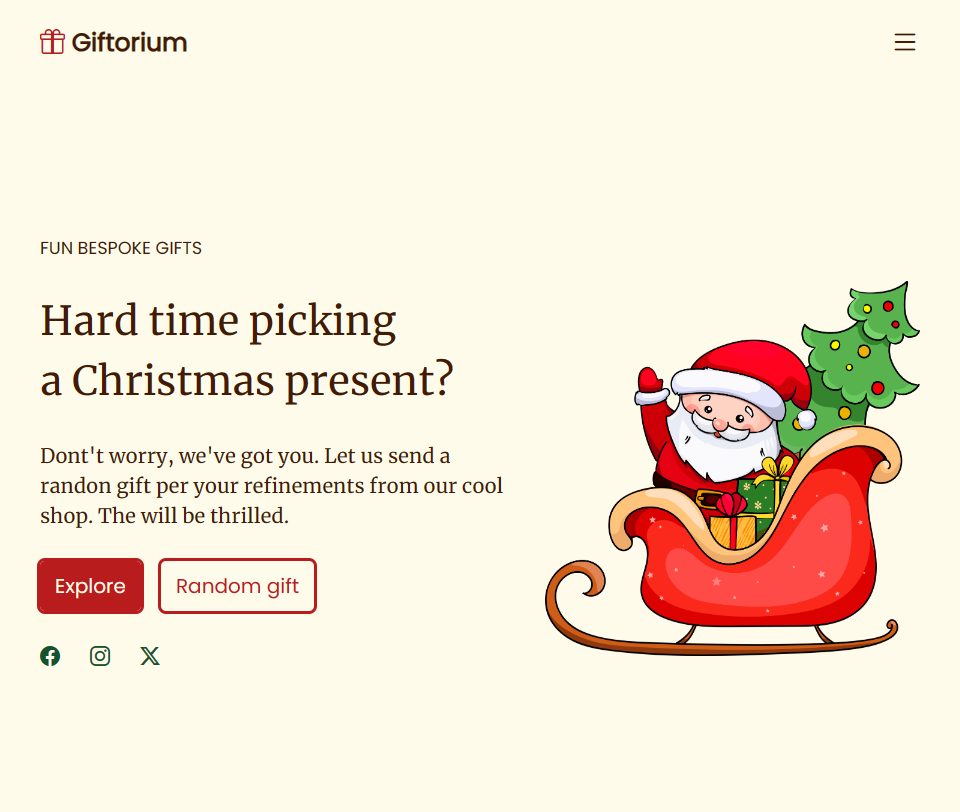 Giftorium
FUN BESPOKE GIFTS
Hard time picking
a Christmas present?
Dont't worry, we've got you. Let us send a
randon gift per your refinements from our cool
shop. The will be thrilled.
Explore
Random gift